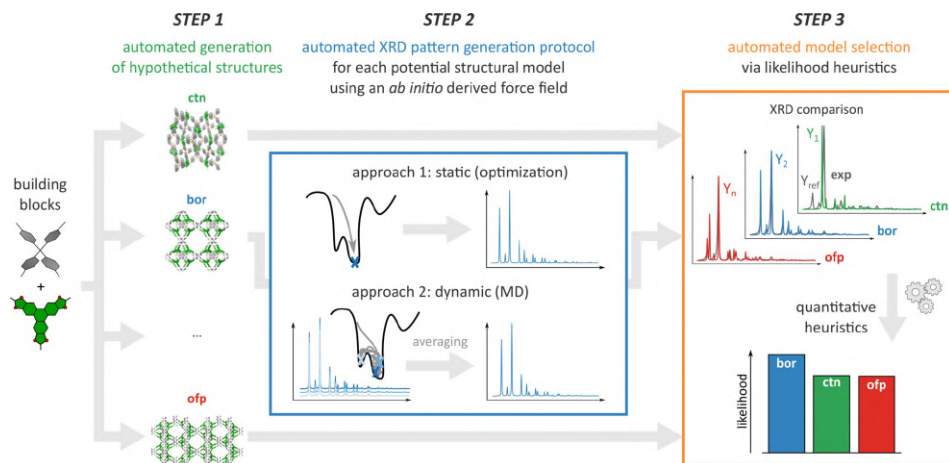 STEP 1
automated generation
of hypothetical structures
STEP 2
automated XRD pattern generation protocol
for each potential structural model
using an ab initio derived force field
STEP 3
automated model selection
via likelihood heuristics
building
blocks
+
ctn
bor
...
ofp
approach 1: static (optimization)
approach 2: dynamic (MD)
averaging
XRD comparison
Y1
Y2
Yn
Yref
exp
ctn
bor
ofp
quantitative
heuristics
likelihood
bor
ctn
ofp